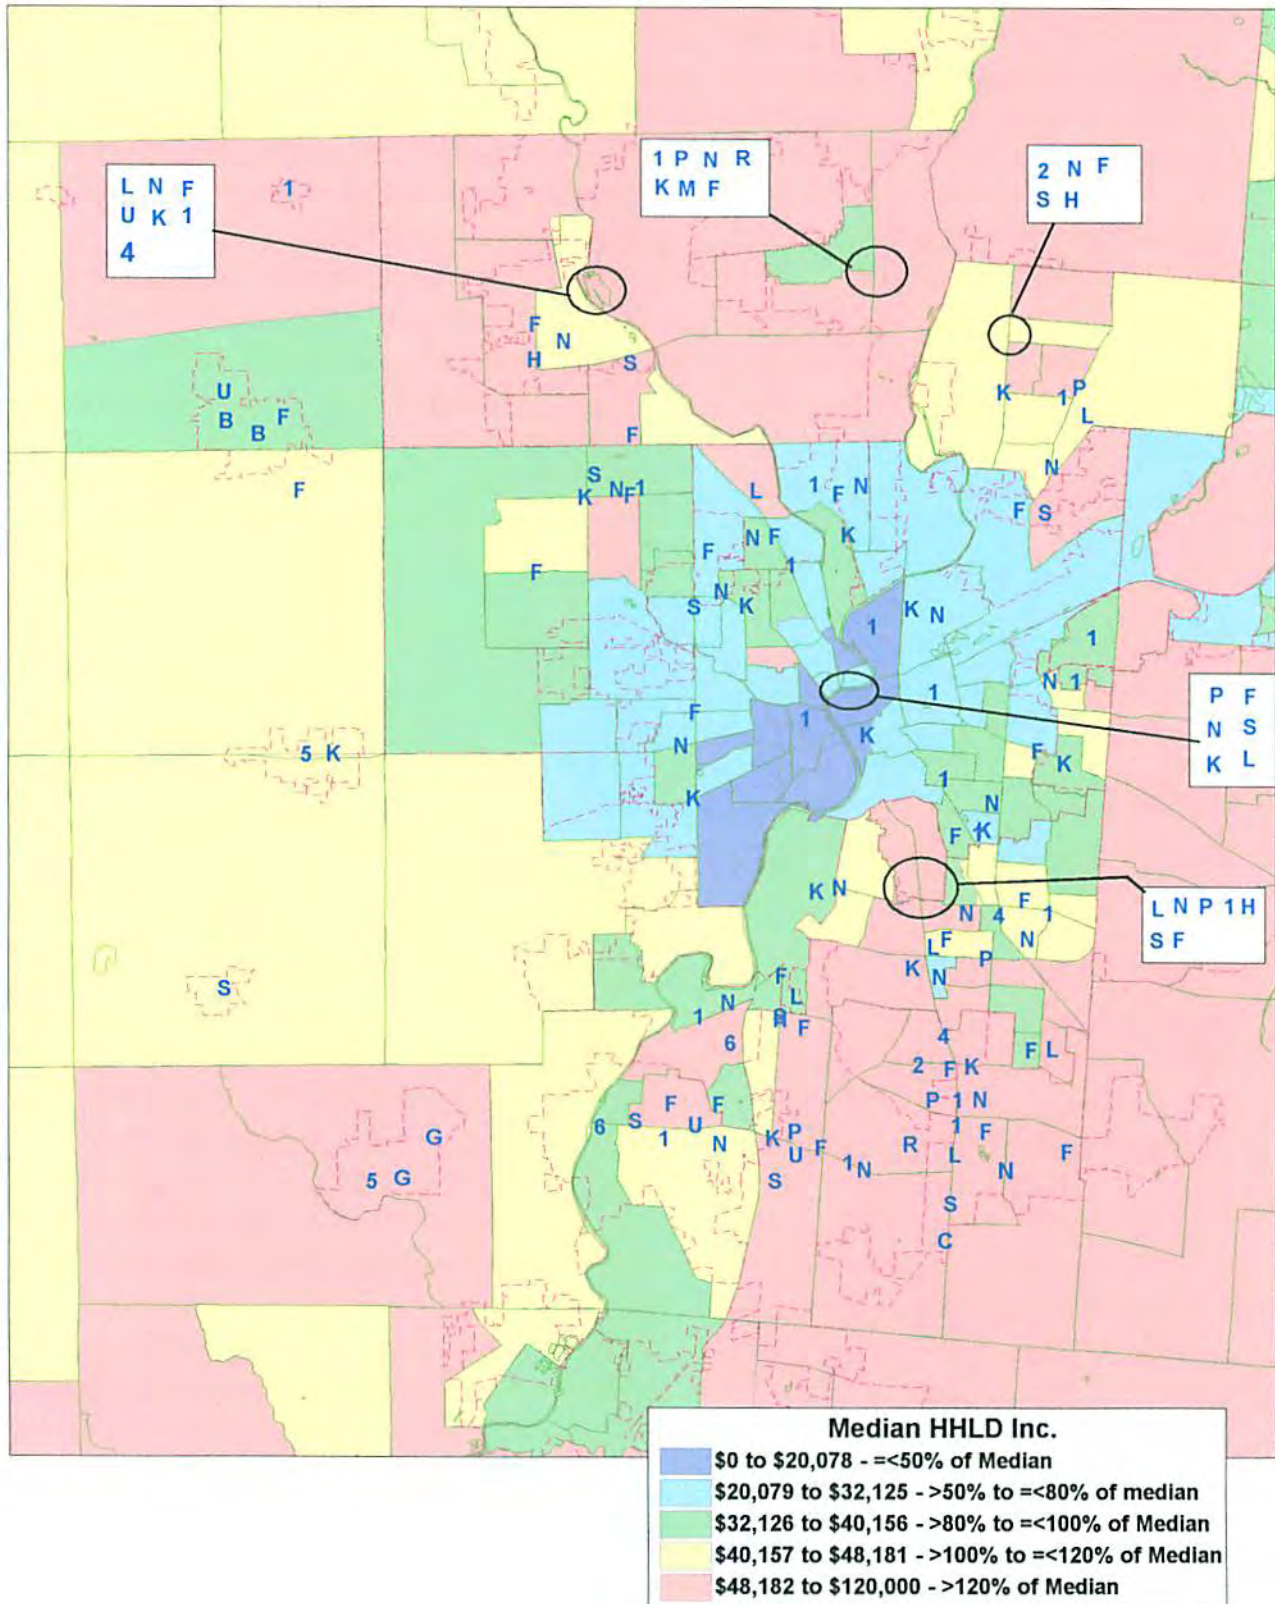 1 P N R
K M F
2 N F
S H
L N F
U K 1
4
1
F
N
H
S
U
B
B
F
F
F
K
1
P
L
N
F
S
S
K
N
F
1
L
1
F
N
K
N
F
1
F
F
S
N
K
K
N
1
1
N
1
1
1
K
F
N
K
P F
N S
K L
5 K
F
K
1
N
F
1
K
K
N
L N P 1 H
S F
N
4
F
1
N
L
F
K
N
P
S
F
L
F
1
N
6
4
2
F
K
F
L
P
1
N
6
S
F
F
1
U
N
K
P
U
F
S
1
N
R
1
F
L
N
F
S
C
G
5 G
Median HHLD Inc.
$0 to $20,078 - =<50% of Median
$20,079 to $32,125 - >50% to =<80% of median
$32,126 to $40,156 - >80% to =<100% of Median
$40,157 to $48,181 - >100% to =<120% of Median
$48,182 to $120,000 - >120% of Median